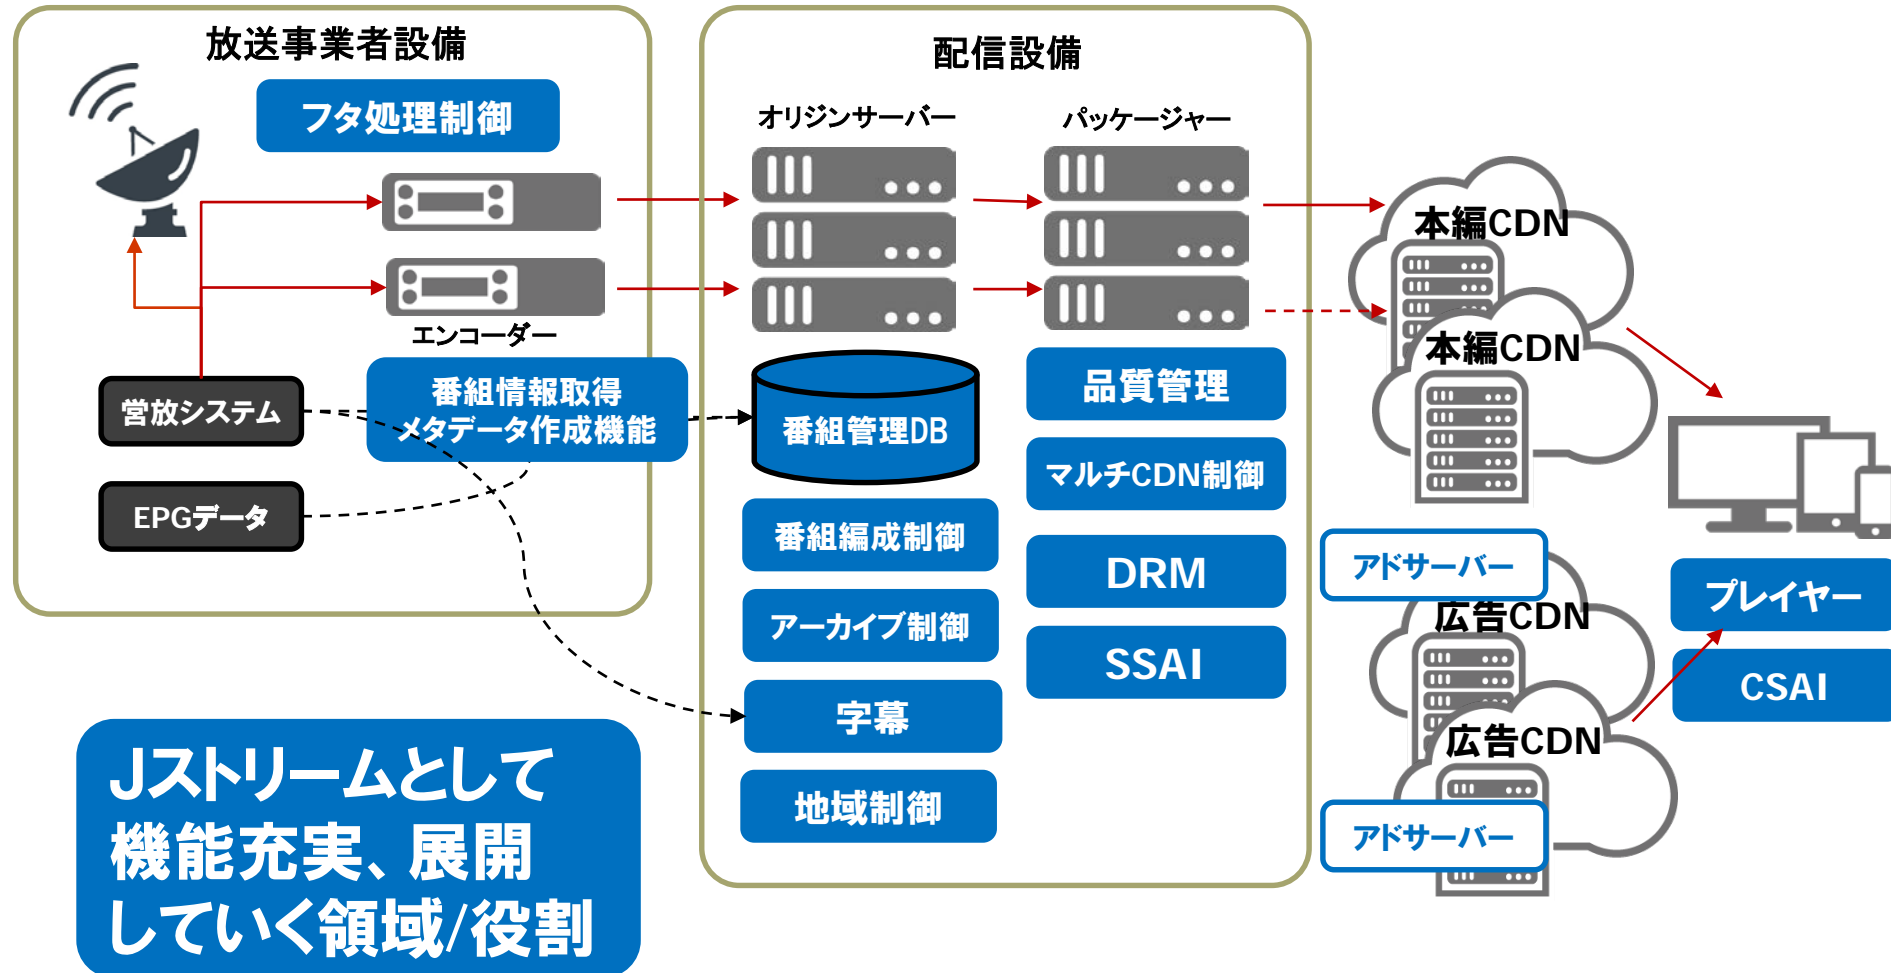 放送事業者設備
フタ処理制御
エンコーダー
営放システム
番組情報取得
メタデータ作成機能
EPGデータ
Jストリームとして
機能充実、展開
していく領域/役割
配信設備
オリジンサーバー
パッケージャー
番組管理DB
番組編成制御
アーカイブ制御
字幕
地域制御
品質管理
マルチCDN制御
DRM
SSAI
本編CDN
本編CDN
アドサーバー
広告CDN
広告CDN
アドサーバー
プレイヤー
CSAI